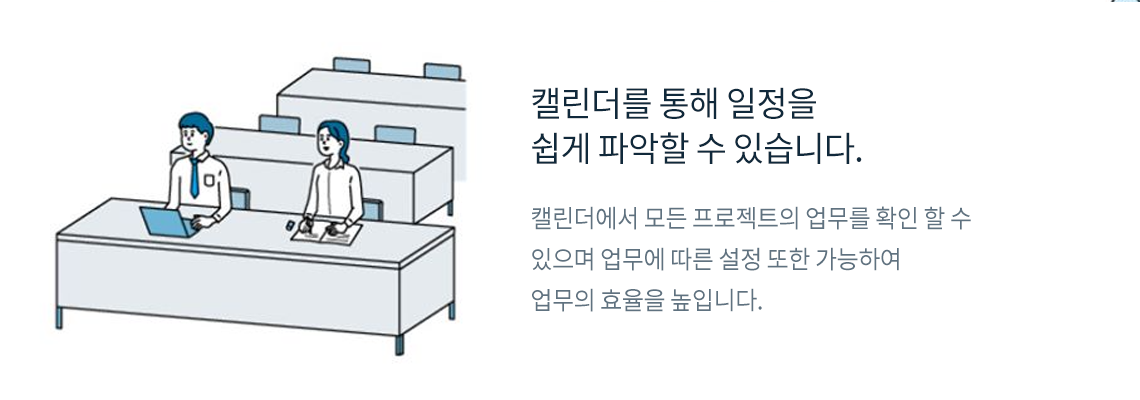 캘린더를 통해 일정을
쉽게 파악할 수 있습니다.
캘린더에서 모든 프로젝트의 업무를 확인 할 수
있으며 업무에 따른 설정 또한 가능하여
업무의 효율을 높입니다.